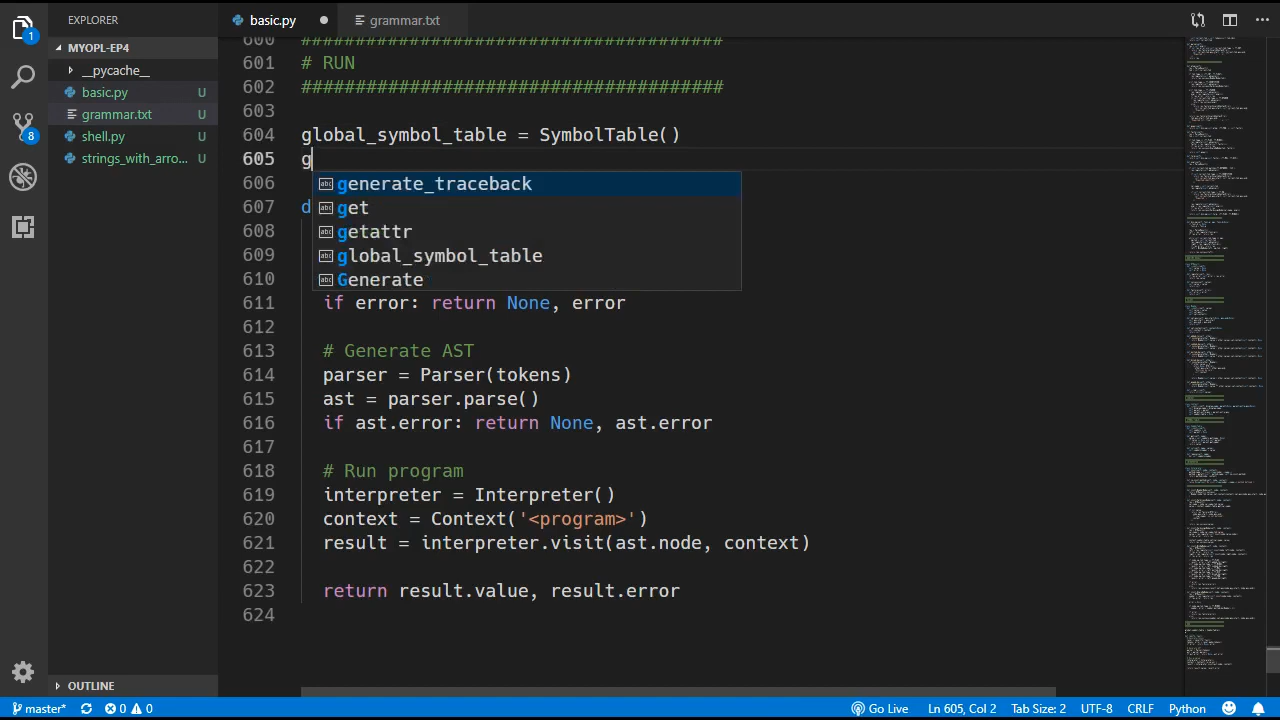 EXPLORER
basic.py
grammar.txt
MYOPL-EP4
__pycache__
basic.py U
grammar.txt U
shell.py U
strings_with_arro... U
OUTLINE
1
8
600 #######################################
601 # RUN
602 #######################################
603
604 global_symbol_table = SymbolTable()
605 g
606
607 d
608
609
610
generate_traceback
get
getattr
global_symbol_table
Generate
611 if error: return None, error
612
613 # Generate AST
614 parser = Parser(tokens)
615 ast = parser.parse()
616 if ast.error: return None, ast.error
617
618 # Run program
619 interpreter = Interpreter()
620 context = Context('<program>')
621 result = interpreter.visit(ast.node, context)
622
623 return result.value, result.error
624
master* 0 0 Go Live Ln 605, Col 2 Tab Size: 2 UTF-8 CRLF Python